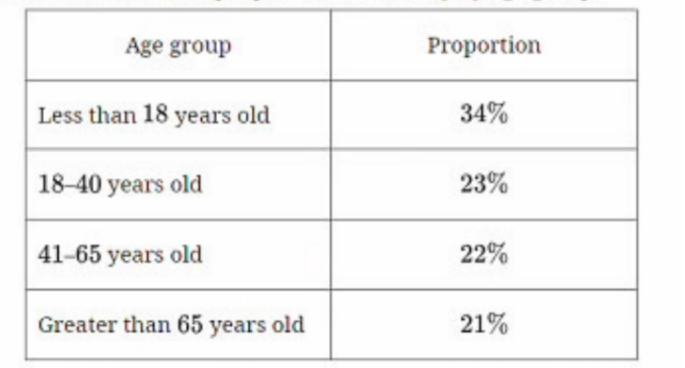 Age group Proportion
Less than 18 years old 34%
18–40 years old 23%
41–65 years old 22%
Greater than 65 years old 21%